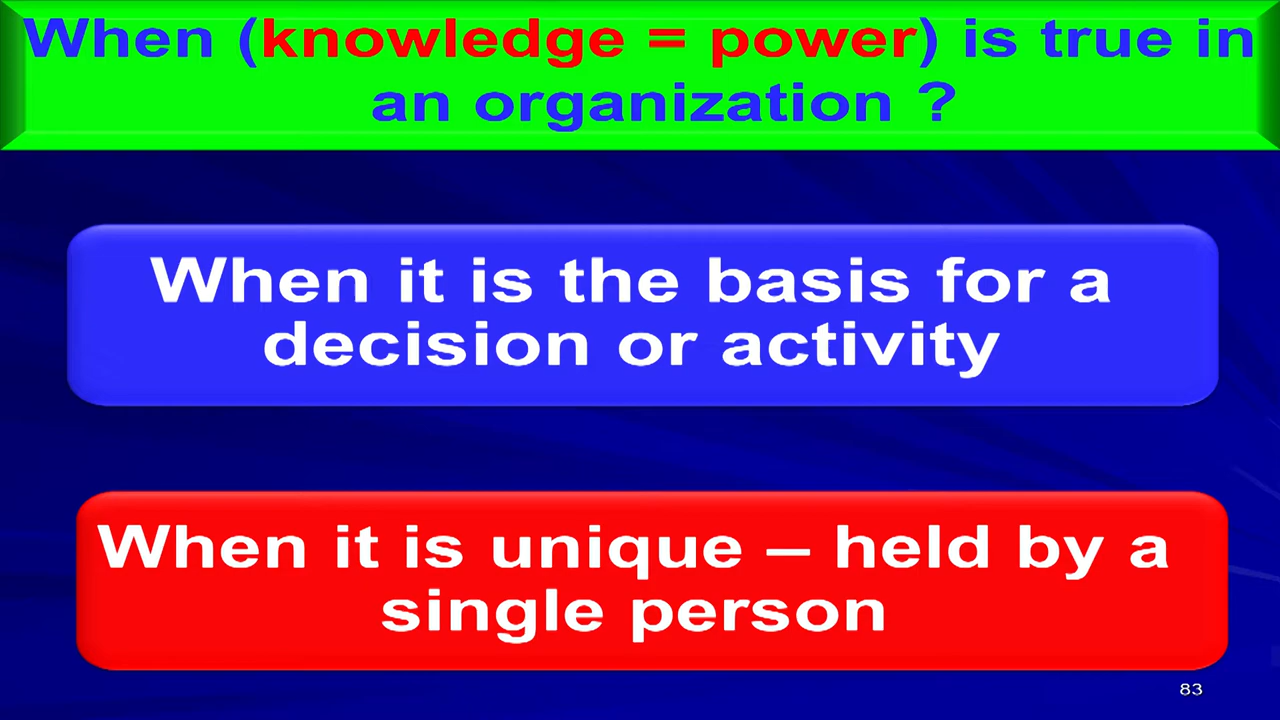 When (knowledge = power) is true in
an organization ?
When it is the basis for a
decision or activity
When it is unique – held by a
single person
83